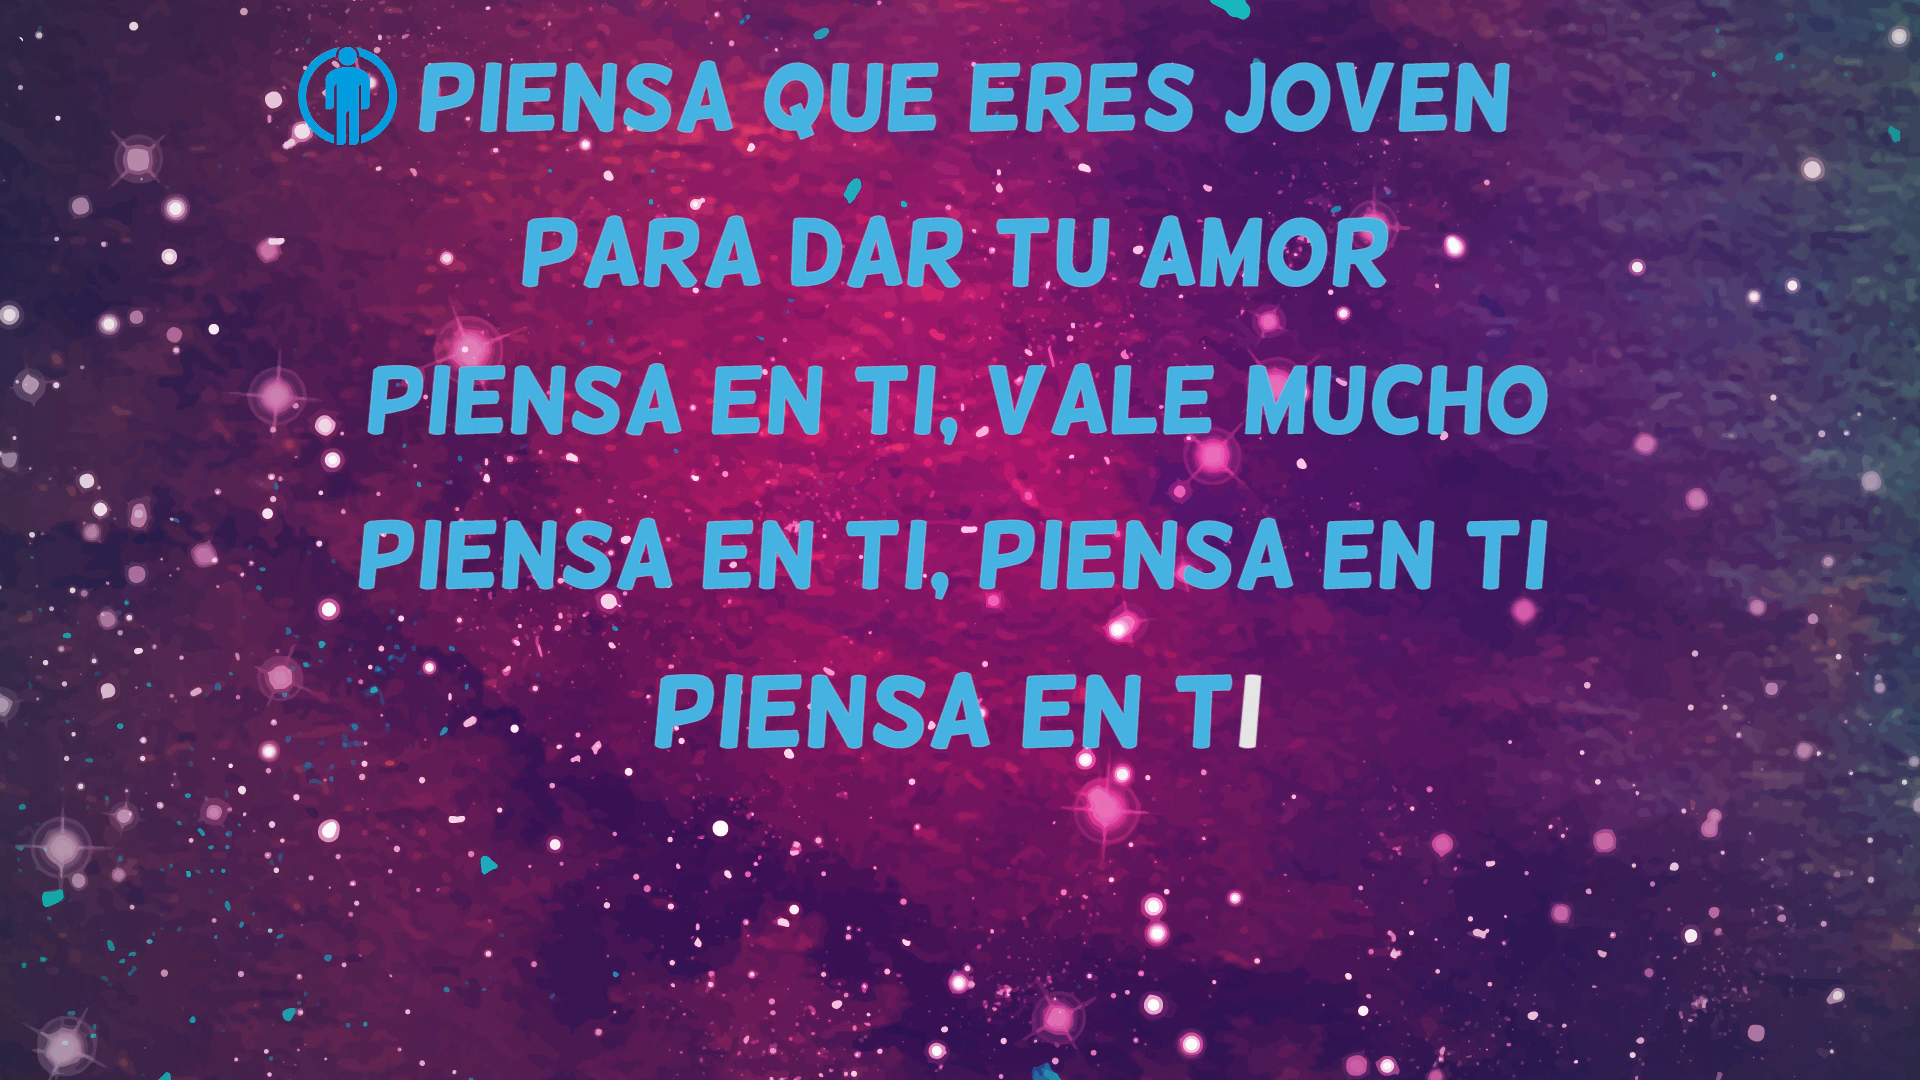 PIENSA QUE ERES JOVEN
PARA DAR TU AMOR
PIENSA EN TI, VALE MUCHO
PIENSA EN TI, PIENSA EN TI
PIENSA EN TI